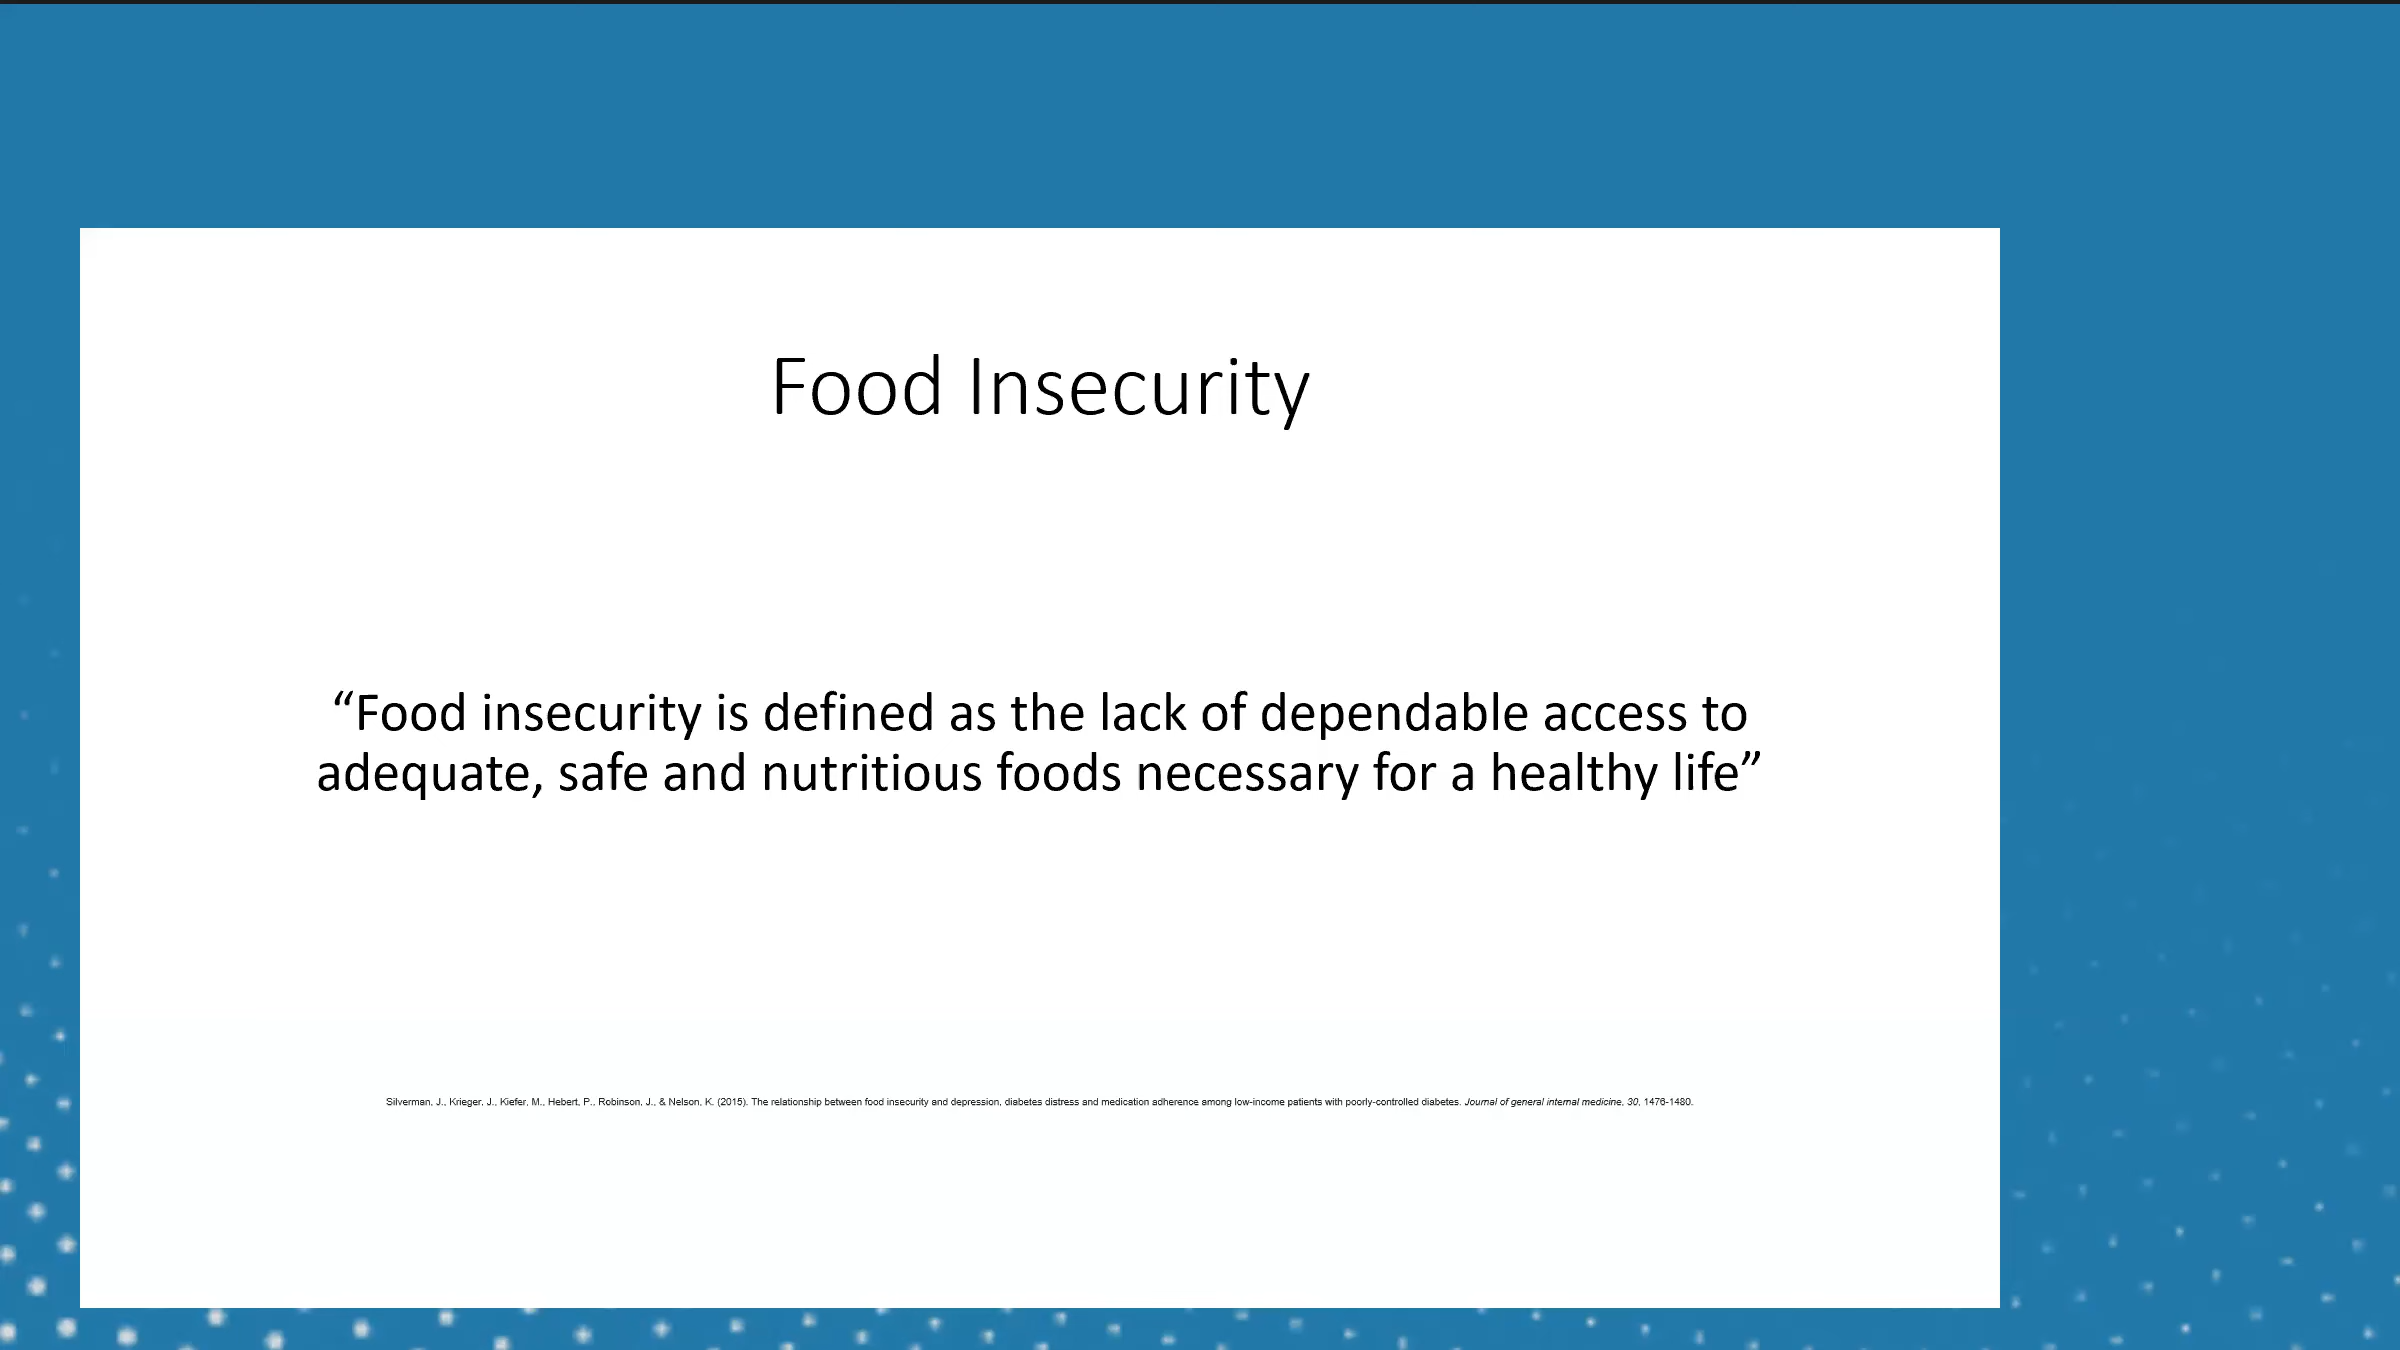 Food Insecurity
“Food insecurity is defined as the lack of dependable access to
adequate, safe and nutritious foods necessary for a healthy life”
Silverman, J., Krieger, J., Kiefer, M., Hebert, P., Robinson, J., & Nelson, K. (2015). The relationship between food insecurity and depression, diabetes distress and medication adherence among low-income patients with poorly-controlled diabetes. Journal of general internal medicine, 30, 1476-1480.